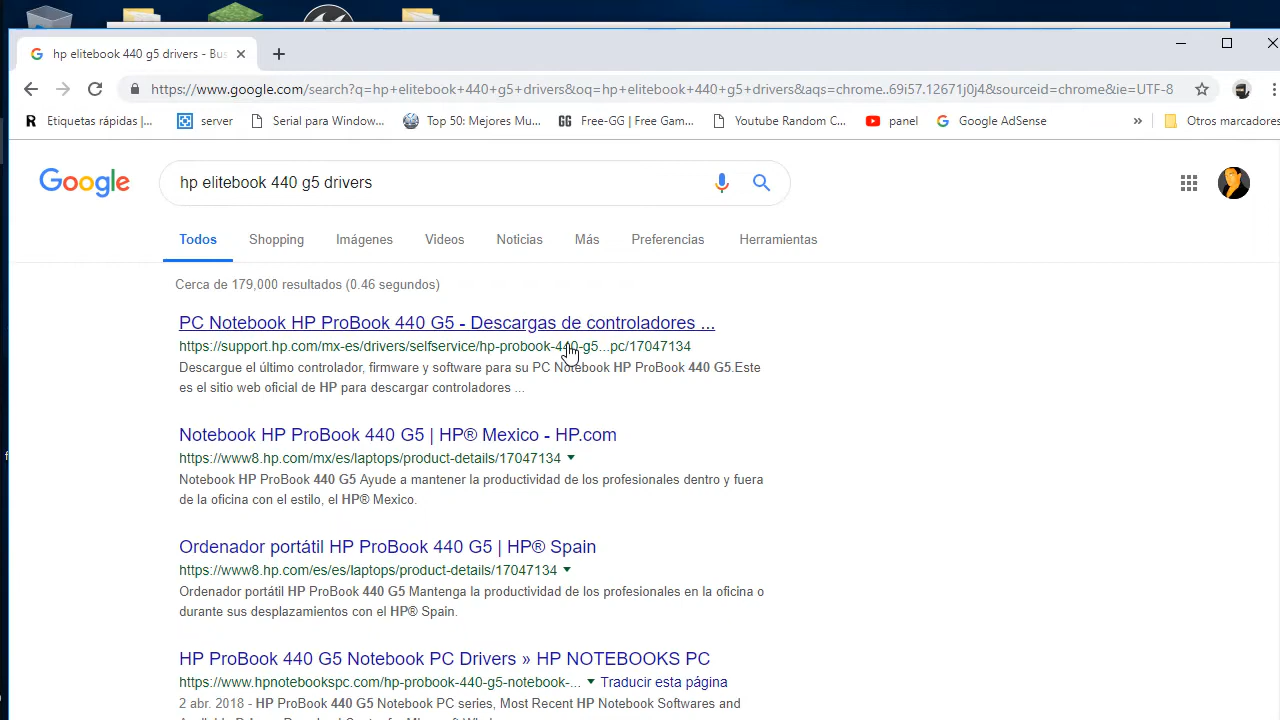 hp elitebook 440 g5 drivers - Bus
https://www.google.com/search?q=hp+elitebook+440+g5+drivers&oq=hp+elitebook+440+g5+drivers&aqs=chrome..69i57.12671j0j4&sourceid=chrome&ie=UTF-8
Etiquetas rápidas |... server Serial para Window... Top 50: Mejores Mu... Free-GG | Free Gam... Youtube Random C... panel Google AdSense » Otros marcadores
Google hp elitebook 440 g5 drivers
Todos Shopping Imágenes Videos Noticias Más Preferencias Herramientas
Cerca de 179,000 resultados (0.46 segundos)
PC Notebook HP ProBook 440 G5 - Descargas de controladores ...
https://support.hp.com/mx-es/drivers/selfservice/hp-probook-440-g5...pc/17047134
Descargue el último controlador, firmware y software para su PC Notebook HP ProBook 440 G5.Este
es el sitio web oficial de HP para descargar controladores ...
Notebook HP ProBook 440 G5 | HP® Mexico - HP.com
https://www8.hp.com/mx/es/laptops/product-details/17047134
Notebook HP ProBook 440 G5 Ayude a mantener la productividad de los profesionales dentro y fuera
de la oficina con el estilo, el HP® Mexico.
Ordenador portátil HP ProBook 440 G5 | HP® Spain
https://www8.hp.com/es/es/laptops/product-details/17047134
Ordenador portátil HP ProBook 440 G5 Mantenga la productividad de los profesionales en la oficina o
durante sus desplazamientos con el HP® Spain.
HP ProBook 440 G5 Notebook PC Drivers » HP NOTEBOOKS PC
https://www.hpnotebookspc.com/hp-probook-440-g5-notebook-... Traducir esta página
2 abr. 2018 - HP ProBook 440 G5 Notebook PC series, Most Recent HP Notebook Softwares and